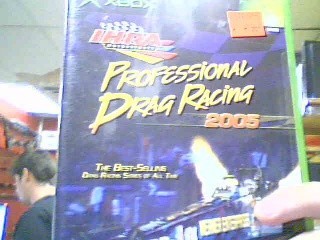 XBOX
IHRA
PROFESSIONAL
DRAG RACING
2005
THE BEST-SELLING
DRAG RACING SERIES OF ALL TIME